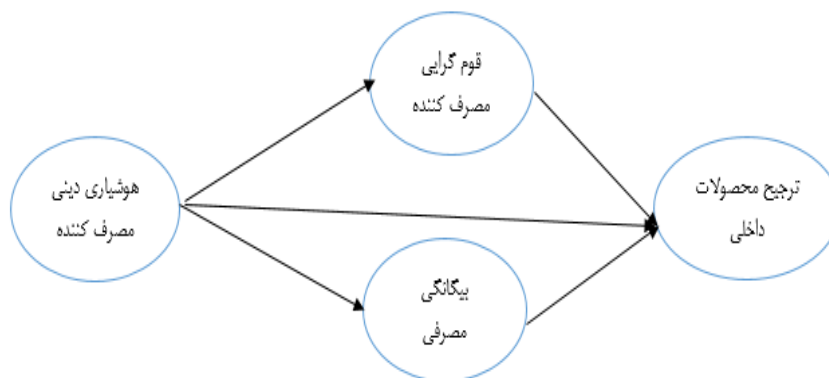 قوم گرایی
مصرف کننده
هوشیاری دینی
مصرف کننده
ترجیح محصولات
داخلی
بیگانگی
مصرفی